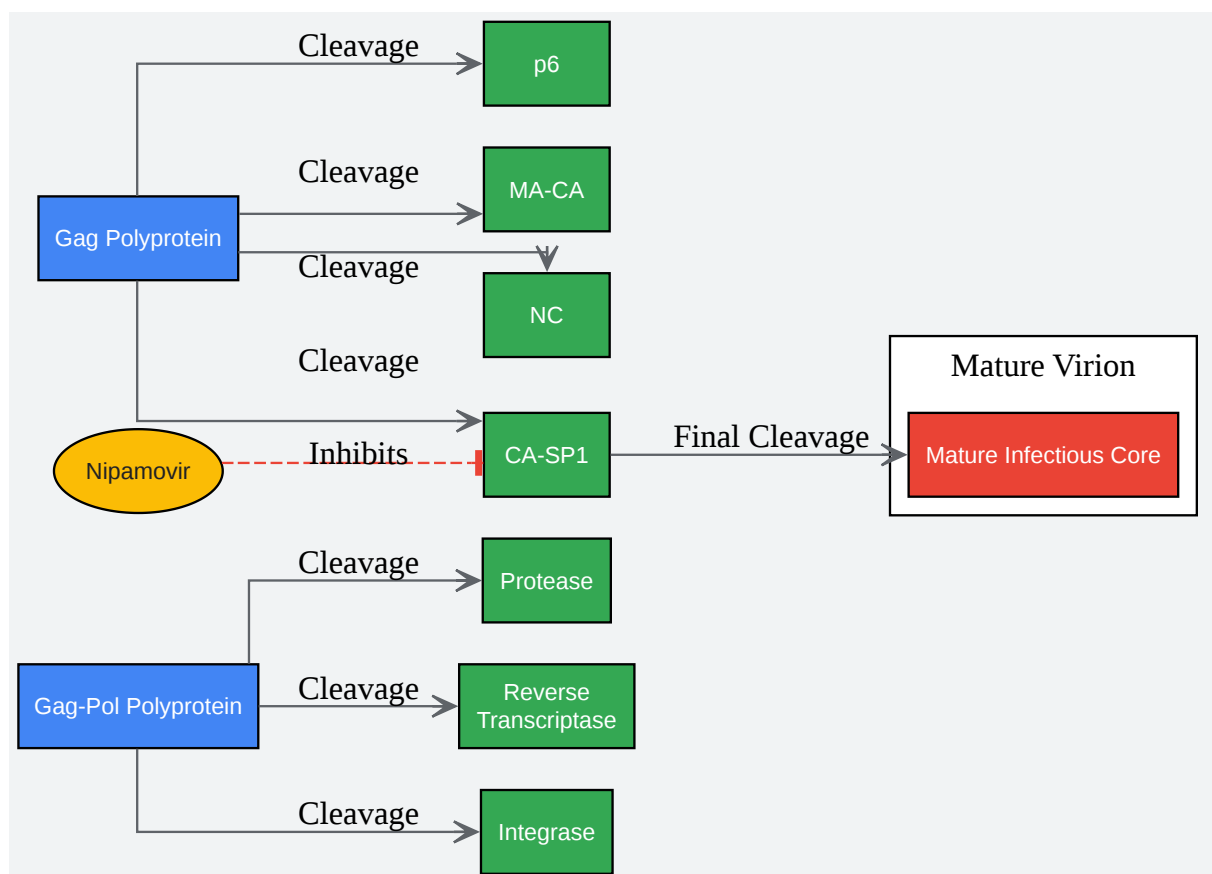 Cleavage
p6
Cleavage
MA-CA
Gag Polyprotein
Cleavage
NC
Cleavage
Mature Virion
Nipamovir
Inhibits
CA-SP1
Final Cleavage
Mature Infectious Core
Cleavage
Protease
Gag-Pol Polyprotein
Cleavage
Reverse
Transcriptase
Cleavage
Integrase